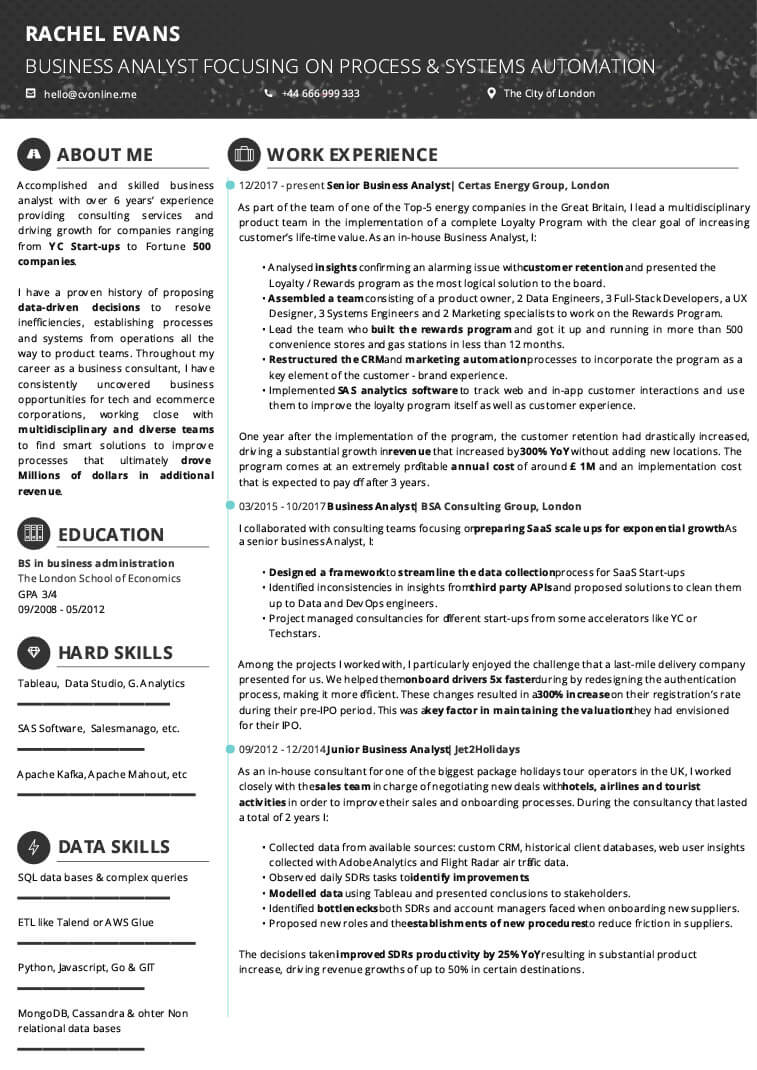 RACHEL EVANS
BUSINESS ANALYST FOCUSING ON PROCESS & SYSTEMS AUTOMATION
hello@cvonline.me
+44 666 999 333
The City of London
ABOUT ME
Accomplished and skilled business
analyst with over 6 years' experience
providing consulting services and
driving growth for companies ranging
from YC Start-ups to Fortune 500
companies.
I have a proven history of proposing
data-driven decisions to resolve
inefficiencies, establishing processes
and systems from operations all the
way to product teams. Throughout my
career as a business consultant, I have
consistently uncovered business
opportunities for tech and ecommerce
corporations, working close with
multidisciplinary and diverse teams
to find smart solutions to improve
processes that ultimately drove
Millions of dollars in additional
revenue.
EDUCATION
BS in business administration
The London School of Economics
GPA 3/4
09/2008 - 05/2012
HARD SKILLS
Tableau, Data Studio, G. Analytics
SAS Software, Salesmanago, etc.
Apache Kafka, Apache Mahout, etc
DATA SKILLS
SQL data bases & complex queries
ETL like Talend or AWS Glue
Python, Javascript, Go & GIT
MongoDB, Cassandra & ohter Non
relational data bases
WORK EXPERIENCE
12/2017 - present Senior Business Analyst| Certas Energy Group, London
As part of the team of one of the Top-5 energy companies in the Great Britain, I lead a multidisciplinary
product team in the implementation of a complete Loyalty Program with the clear goal of increasing
customer's life-time value. As an in-house Business Analyst, I:
• Analysed insights confirming an alarming issue with customer retention and presented the
Loyalty / Rewards program as the most logical solution to the board.
• Assembled a team consisting of a product owner, 2 Data Engineers, 3 Full-Stack Developers, a UX
Designer, 3 Systems Engineers and 2 Marketing specialists to work on the Rewards Program.
• Lead the team who built the rewards program and got it up and running in more than 500
convenience stores and gas stations in less than 12 months.
• Restructured the CRM and marketing automation processes to incorporate the program as a
key element of the customer - brand experience.
• Implemented SAS analytics software to track web and in-app customer interactions and use
them to improve the loyalty program itself as well as customer experience.
One year after the implementation of the program, the customer retention had drastically increased,
driving a substantial growth in revenue that increased by 300% YoY without adding new locations. The
program comes at an extremely profitable annual cost of around £ 1M and an implementation cost
that is expected to pay off after 3 years.
03/2015 - 10/2017 Business Analyst| BSA Consulting Group, London
I collaborated with consulting teams focusing on preparing SaaS scale ups for exponential growth. As
a senior business Analyst, I:
• Designed a framework to streamline the data collection process for SaaS Start-ups
• Identified inconsistencies in insights from third party APIs and proposed solutions to clean them
up to Data and DevOps engineers.
• Project managed consultancies for different start-ups from some accelerators like YC or
Techstars.
Among the projects I worked with, I particularly enjoyed the challenge that a last-mile delivery company
presented for us. We helped them onboard drivers 5x faster during by redesigning the authentication
process, making it more efficient. These changes resulted in a 300% increase on their registration's rate
during their pre-IPO period. This was a key factor in maintaining the valuation they had envisioned
for their IPO.
09/2012 - 12/2014 Junior Business Analyst| Jet2Holidays
As an in-house consultant for one of the biggest package holidays tour operators in the UK, I worked
closely with the sales team in charge of negotiating new deals with hotels, airlines and tourist
activities in order to improve their sales and onboarding processes. During the consultancy that lasted
a total of 2 years I:
• Collected data from available sources: custom CRM, historical client databases, web user insights
collected with Adobe Analytics and Flight Radar air traffic data.
• Observed daily SDRs tasks to identify improvements.
• Modelled data using Tableau and presented conclusions to stakeholders.
• Identified bottlenecks both SDRs and account managers faced when onboarding new suppliers.
• Proposed new roles and the establishments of new procedures to reduce friction in suppliers.
The decisions taken improved SDRs productivity by 25% YoY, resulting in substantial product
increase, driving revenue growths of up to 50% in certain destinations.